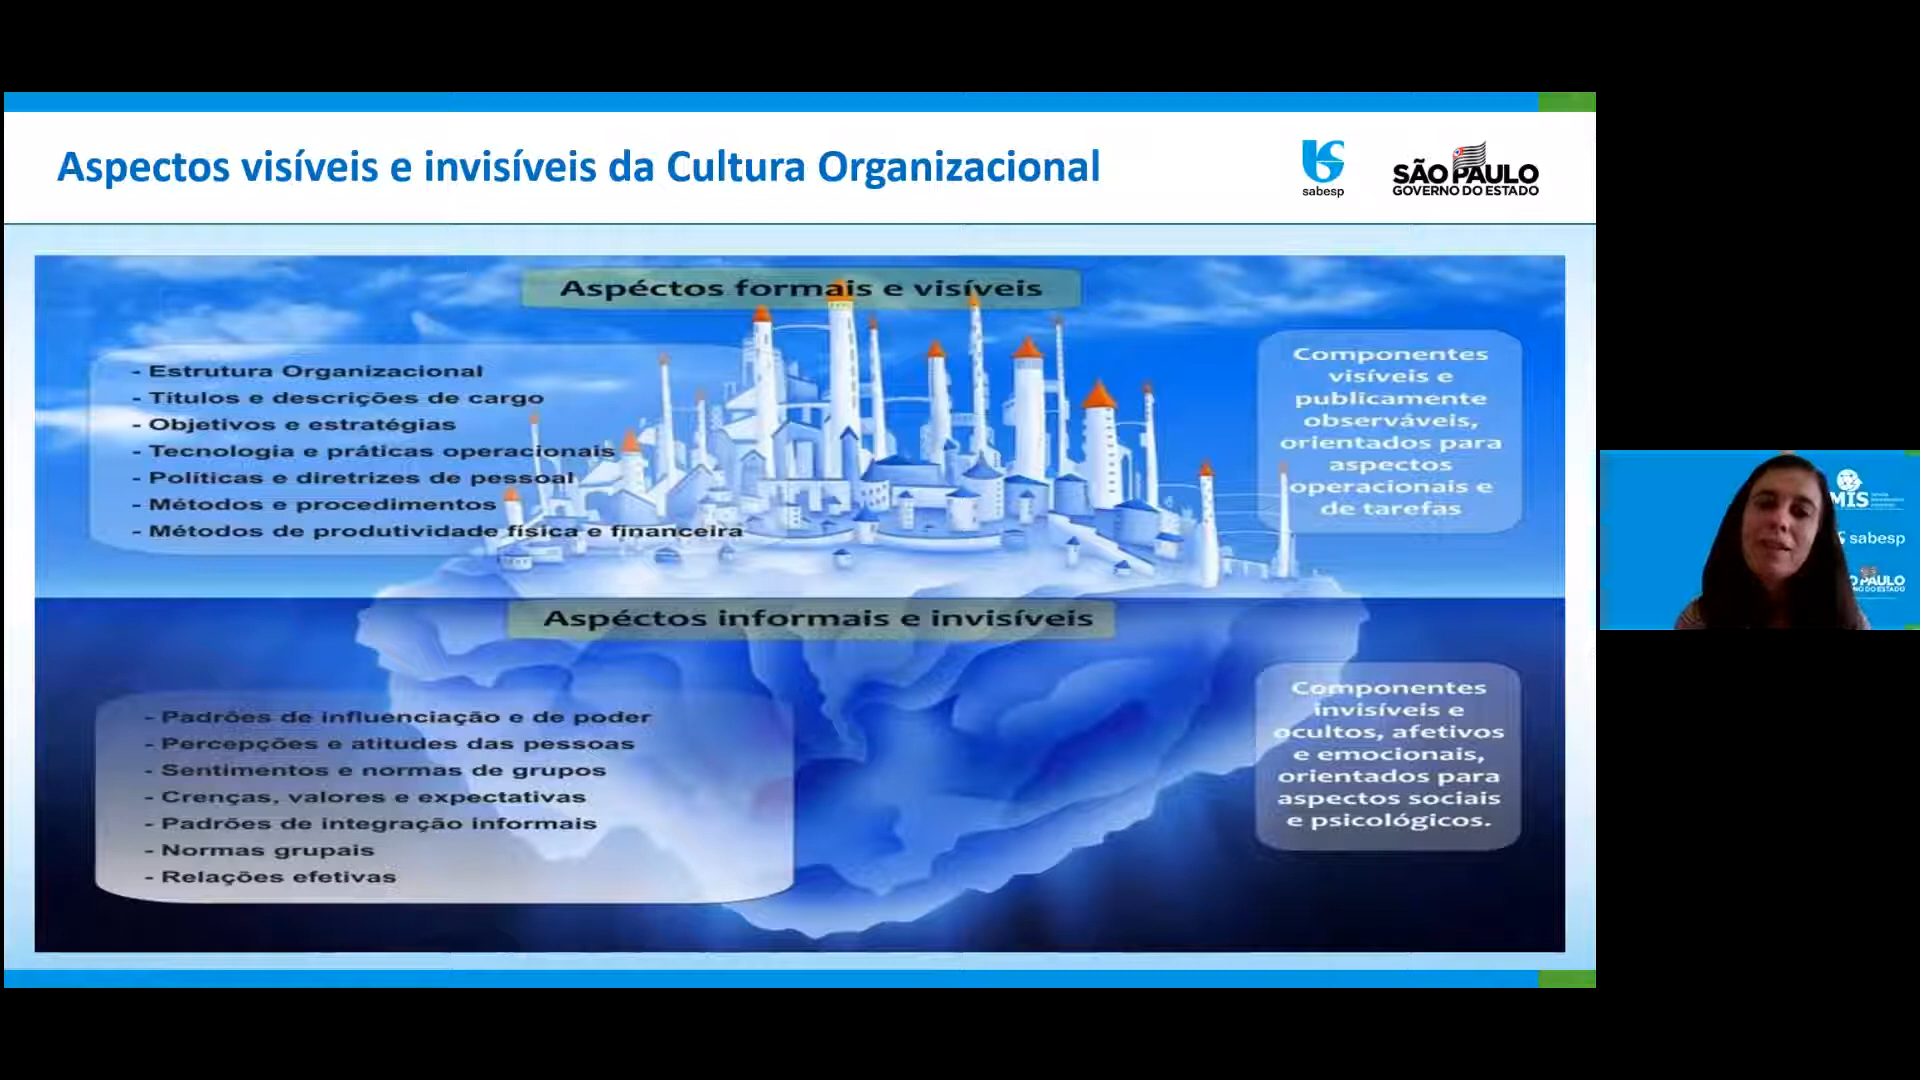 Aspectos visíveis e invisíveis da Cultura Organizacional
sabesp
SÃO PAULO
GOVERNO DO ESTADO
Aspéctos formais e visíveis
- Estrutura Organizacional
- Títulos e descrições de cargo
- Objetivos e estratégias
- Tecnologia e práticas operacionais
- Políticas e diretrizes de pessoal
- Métodos e procedimentos
- Métodos de produtividade física e financeira
Componentes
visíveis e
publicamente
observáveis,
orientados para
aspectos
operacionais e
de tarefas
Aspéctos informais e invisíveis
- Padrões de influenciação e de poder
- Percepções e atitudes das pessoas
- Sentimentos e normas de grupos
- Crenças, valores e expectativas
- Padrões de integração informais
- Normas grupais
- Relações efetivas
Componentes
invisíveis e
ocultos, afetivos
e emocionais,
orientados para
aspectos sociais
e psicológicos.
MIS
sabesp
PAULO
DO ESTADO